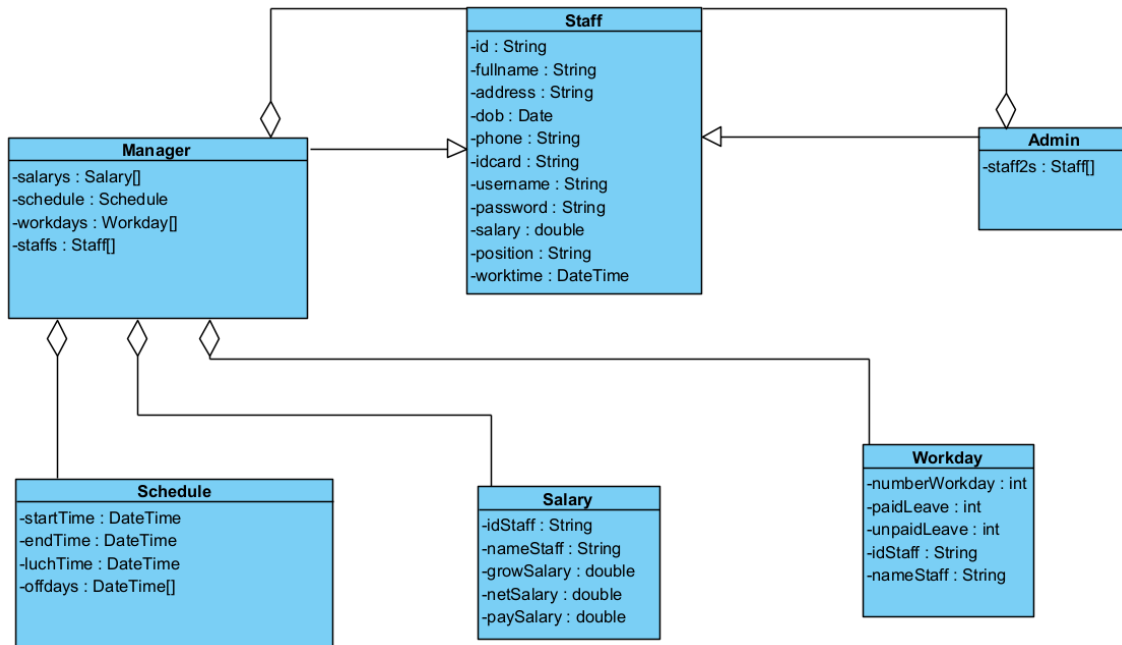 Staff
-id : String
-fullname : String
-address : String
-dob : Date
-phone : String
-idcard : String
-username : String
-password : String
-salary : double
-position : String
-worktime : DateTime
Manager
-salarys : Salary[]
-schedule : Schedule
-workdays : Workday[]
-staffs : Staff[]
Admin
-staff2s : Staff[]
Schedule
-startTime : DateTime
-endTime : DateTime
-luchTime : DateTime
-offdays : DateTime[]
Salary
-idStaff : String
-nameStaff : String
-growSalary : double
-netSalary : double
-paySalary : double
Workday
-numberWorkday : int
-paidLeave : int
-unpaidLeave : int
-idStaff : String
-nameStaff : String